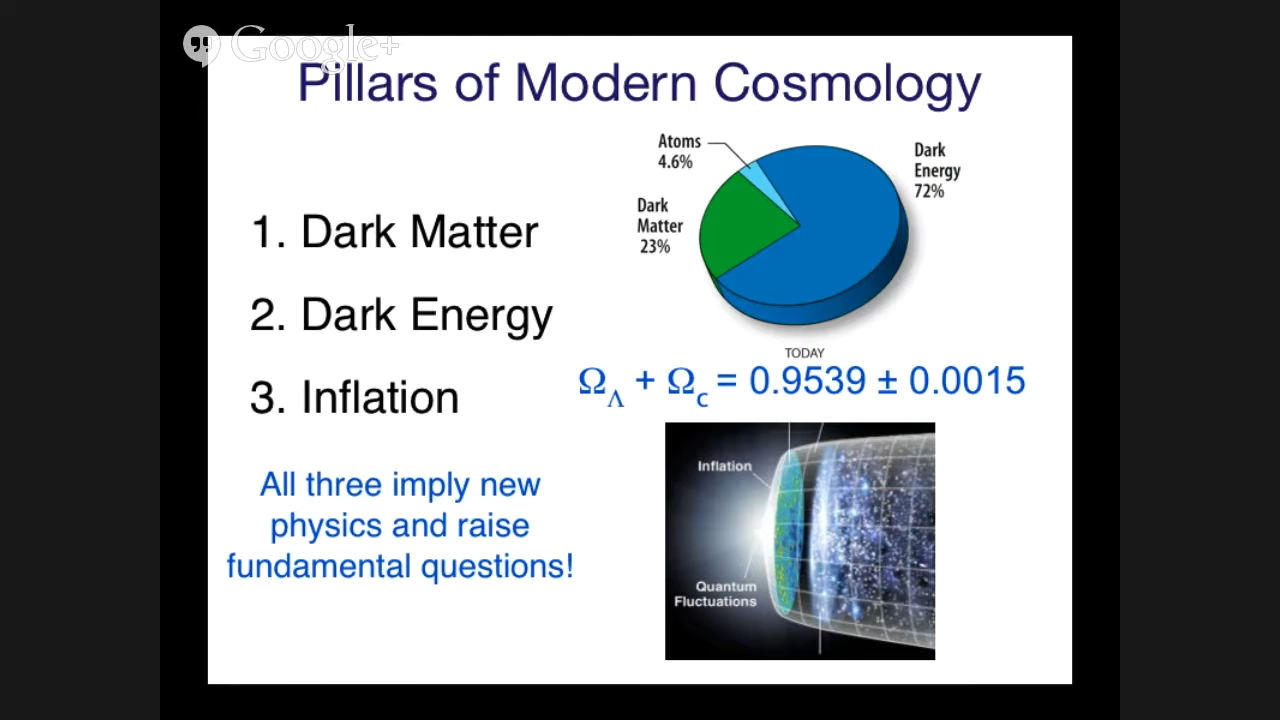 Google+
Pillars of Modern Cosmology
1. Dark Matter
2. Dark Energy
3. Inflation
All three imply new
physics and raise
fundamental questions!
Atoms
4.6%
Dark
Energy
72%
Dark
Matter
23%
TODAY
Ω_Λ + Ω_c = 0.9539 ± 0.0015
Inflation
Quantum
Fluctuations